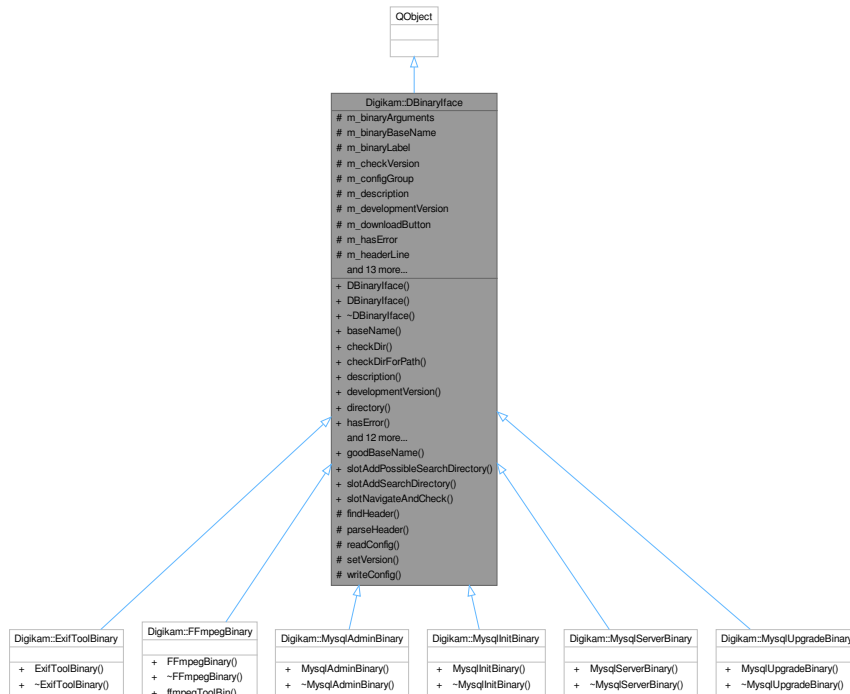 QObject
Digikam::DBinaryIface
# m_binaryArguments
# m_binaryBaseName
# m_binaryLabel
# m_checkVersion
# m_configGroup
# m_description
# m_developmentVersion
# m_downloadButton
# m_hasError
# m_headerLine
and 13 more...
+ DBinaryIface()
+ DBinaryIface()
+ ~DBinaryIface()
+ baseName()
+ checkDir()
+ checkDirForPath()
+ description()
+ developmentVersion()
+ directory()
+ hasError()
and 12 more...
+ goodBaseName()
+ slotAddPossibleSearchDirectory()
+ slotAddSearchDirectory()
+ slotNavigateAndCheck()
# findHeader()
# parseHeader()
# readConfig()
# setVersion()
# writeConfig()
Digikam::ExifToolBinary
+ ExifToolBinary()
+ ~ExifToolBinary()
Digikam::FFmpegBinary
+ FFmpegBinary()
+ ~FFmpegBinary()
+ ffmpegToolBin()
Digikam::MysqlAdminBinary
+ MysqlAdminBinary()
+ ~MysqlAdminBinary()
Digikam::MysqlInitBinary
+ MysqlInitBinary()
+ ~MysqlInitBinary()
Digikam::MysqlServerBinary
+ MysqlServerBinary()
+ ~MysqlServerBinary()
Digikam::MysqlUpgradeBinary
+ MysqlUpgradeBinary()
+ ~MysqlUpgradeBinary()